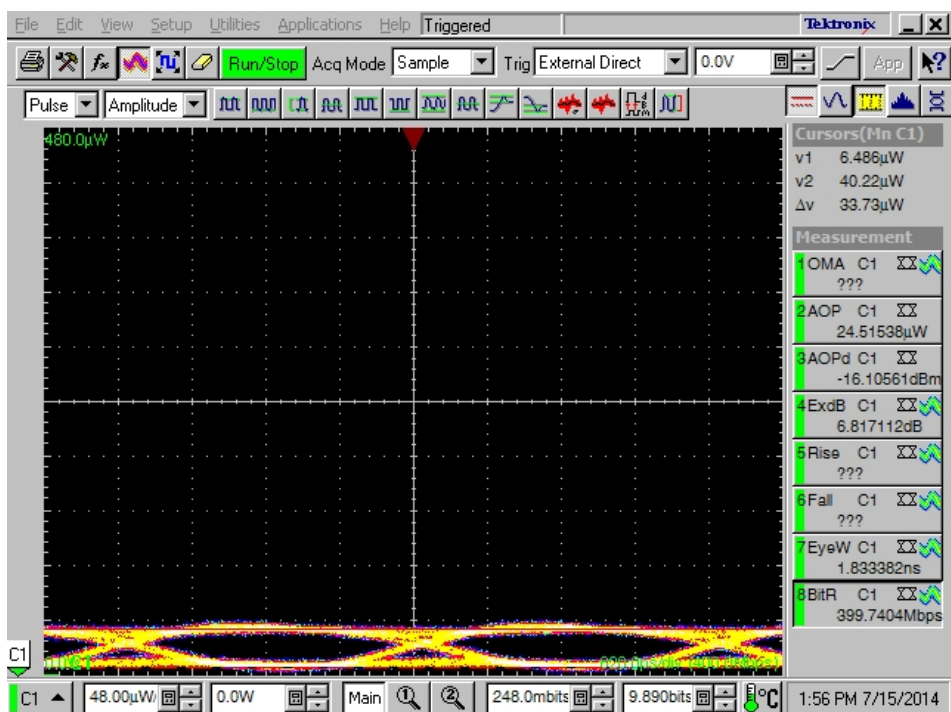 File Edit View Setup Utilities Applications Help Triggered Tektronix
Run/Stop Acq Mode Sample Trig External Direct 0.0V App
Pulse Amplitude
480.0µW
Cursors(Mn C1)
v1 6.486µW
v2 40.22µW
Δv 33.73µW
Measurement
1 OMA C1
???
2 AOP C1
24.51538µW
3 AOPd C1
-16.10561dBm
4 ExdB C1
6.817112dB
5 Rise C1
???
6 Fall C1
???
7 EyeW C1
1.833382ns
8 BitR C1
399.7404Mbps
C1
C1 48.00µW/ 0.0W Main 1 2 248.0mbits 9.890bits °C 1:56 PM 7/15/2014